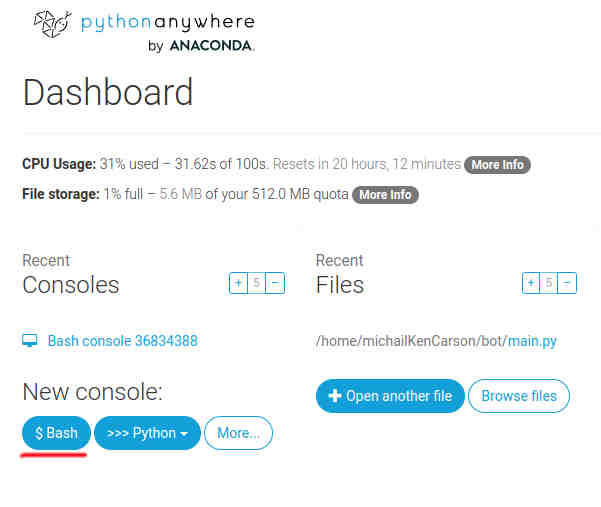 pythonanywhere
by ANACONDA.
Dashboard
CPU Usage: 31% used – 31.62s of 100s. Resets in 20 hours, 12 minutes More Info
File storage: 1% full – 5.6 MB of your 512.0 MB quota More Info
Recent
Consoles
+ 5 −
Bash console 36834388
New console:
$ Bash
>>> Python
More...
Recent
Files
+ 5 −
/home/michailKenCarson/bot/main.py
+ Open another file
Browse files